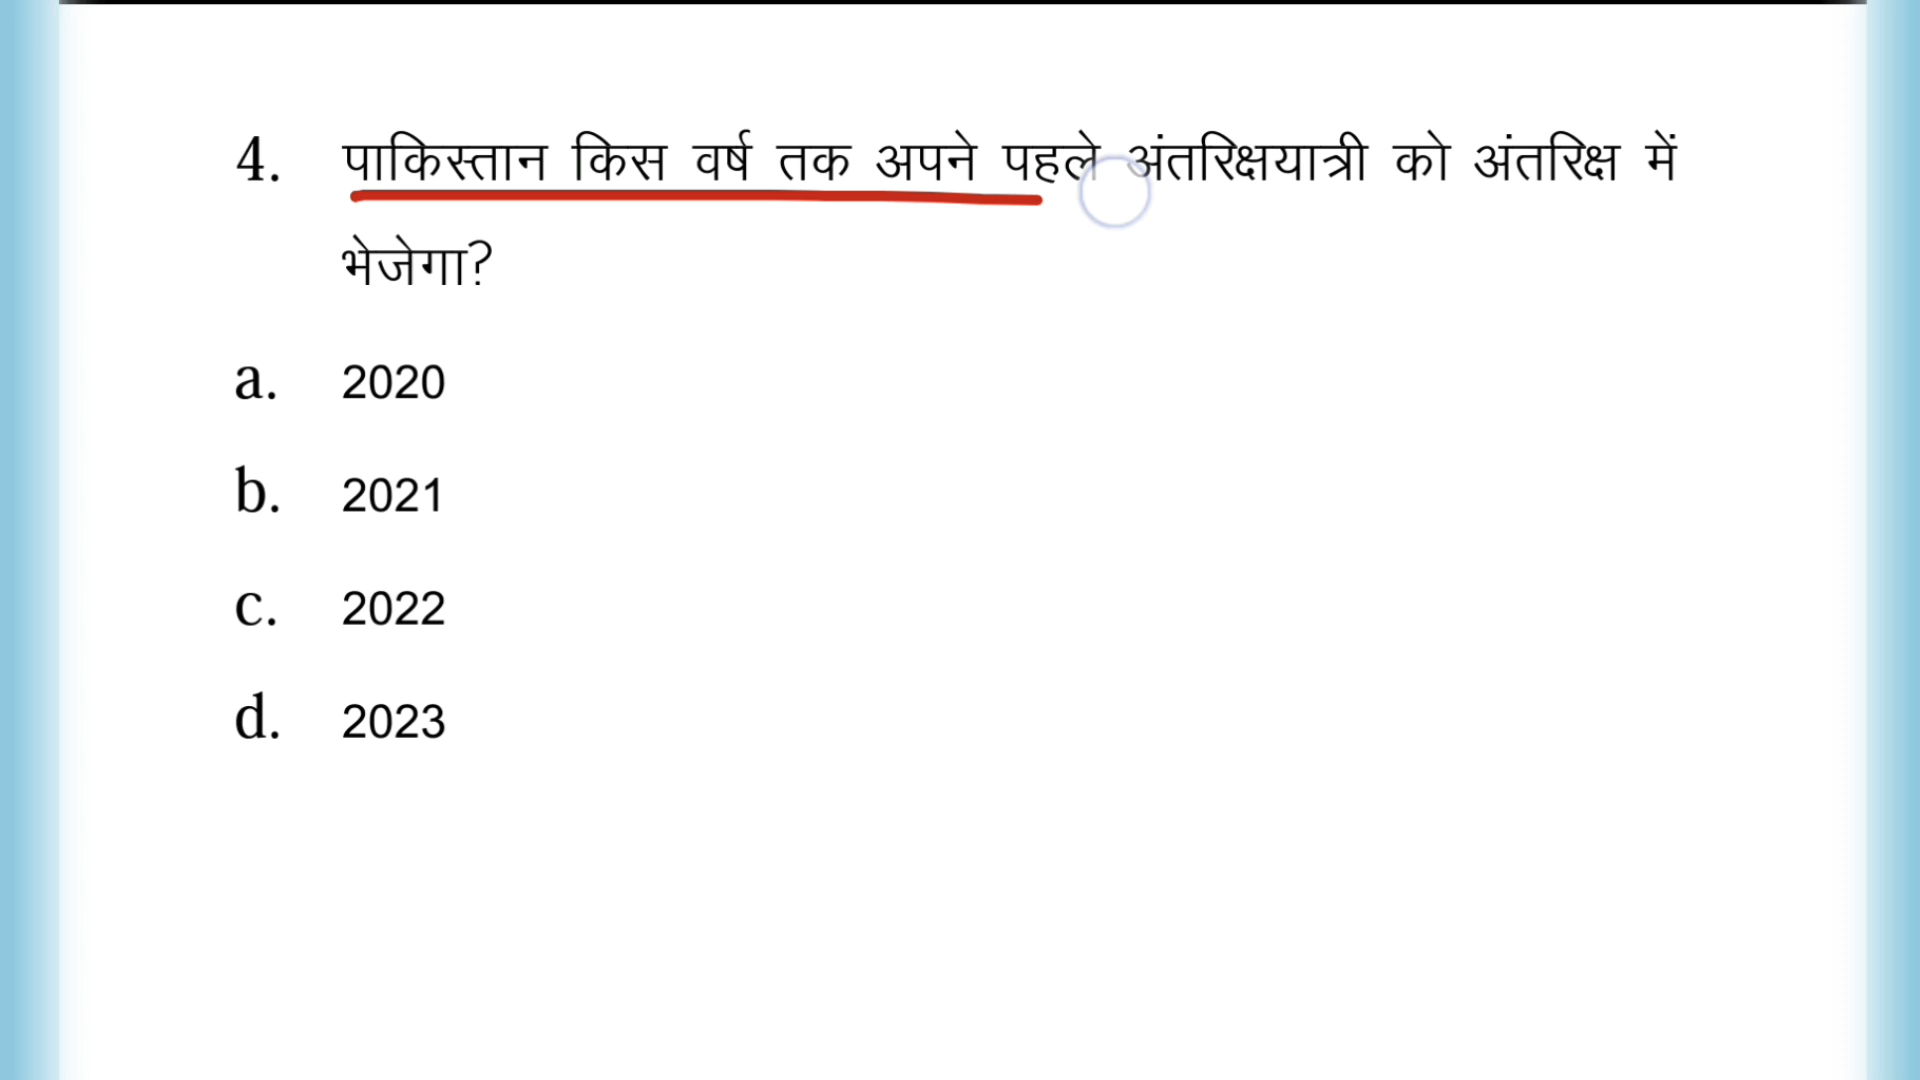 4. पाकिस्तान किस वर्ष तक अपने पहले अंतरिक्षयात्री को अंतरिक्ष में
भेजेगा?
a. 2020
b. 2021
c. 2022
d. 2023